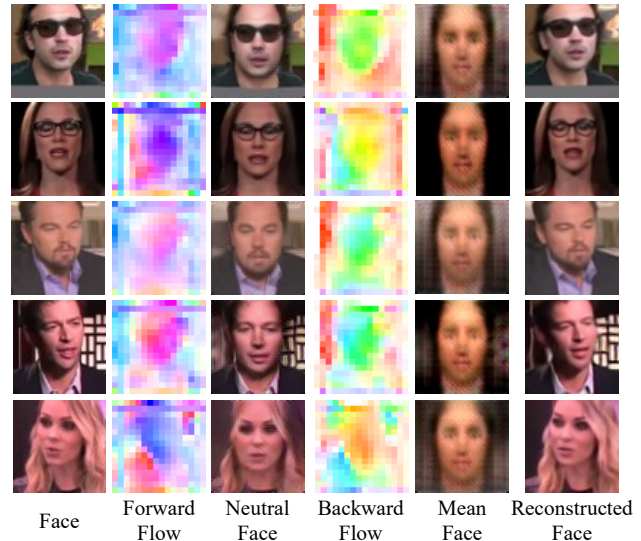 Face
Forward
Flow
Neutral
Face
Backward
Flow
Mean
Face
Reconstructed
Face